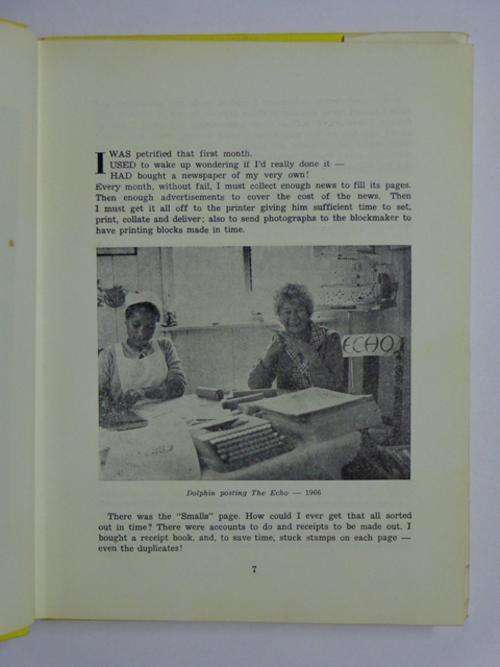 I WAS petrified that first month.
USED to wake up wondering if I'd really done it —
HAD bought a newspaper of my very own!
Every month, without fail, I must collect enough news to fill its pages.
Then enough advertisements to cover the cost of the news. Then
I must get it all off to the printer giving him sufficient time to set,
print, collate and deliver; also to send photographs to the blockmaker to
have printing blocks made in time.
ECHO
Dolphin posting The Echo — 1966
There was the "Smalls" page. How could I ever get that all sorted
out in time? There were accounts to do and receipts to be made out. I
bought a receipt book, and, to save time, stuck stamps on each page —
even the duplicates!
7